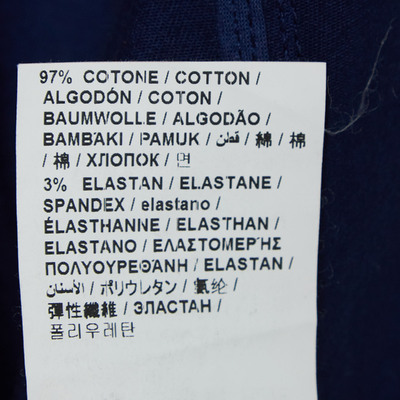 97% COTONE / COTTON /
ALGODÓN / COTON /
BAUMWOLLE / ALGODÃO /
BAMBAKI / PAMUK / قطن / 綿 / 棉
/ 棉 / ХЛОПОК / 면
3% ELASTAN / ELASTANE /
SPANDEX / elastano /
ÉLASTHANNE / ELASTHAN /
ELASTANO / ΕΛΑΣΤΟΜΕΡΉΣ
ΠΟΛΥΟΥΡΕΘΆΝΗ / ELASTAN /
الأستان / ポリウレタン / 氨纶 /
彈性纖維 / ЭЛАСТАН /
폴리우레탄